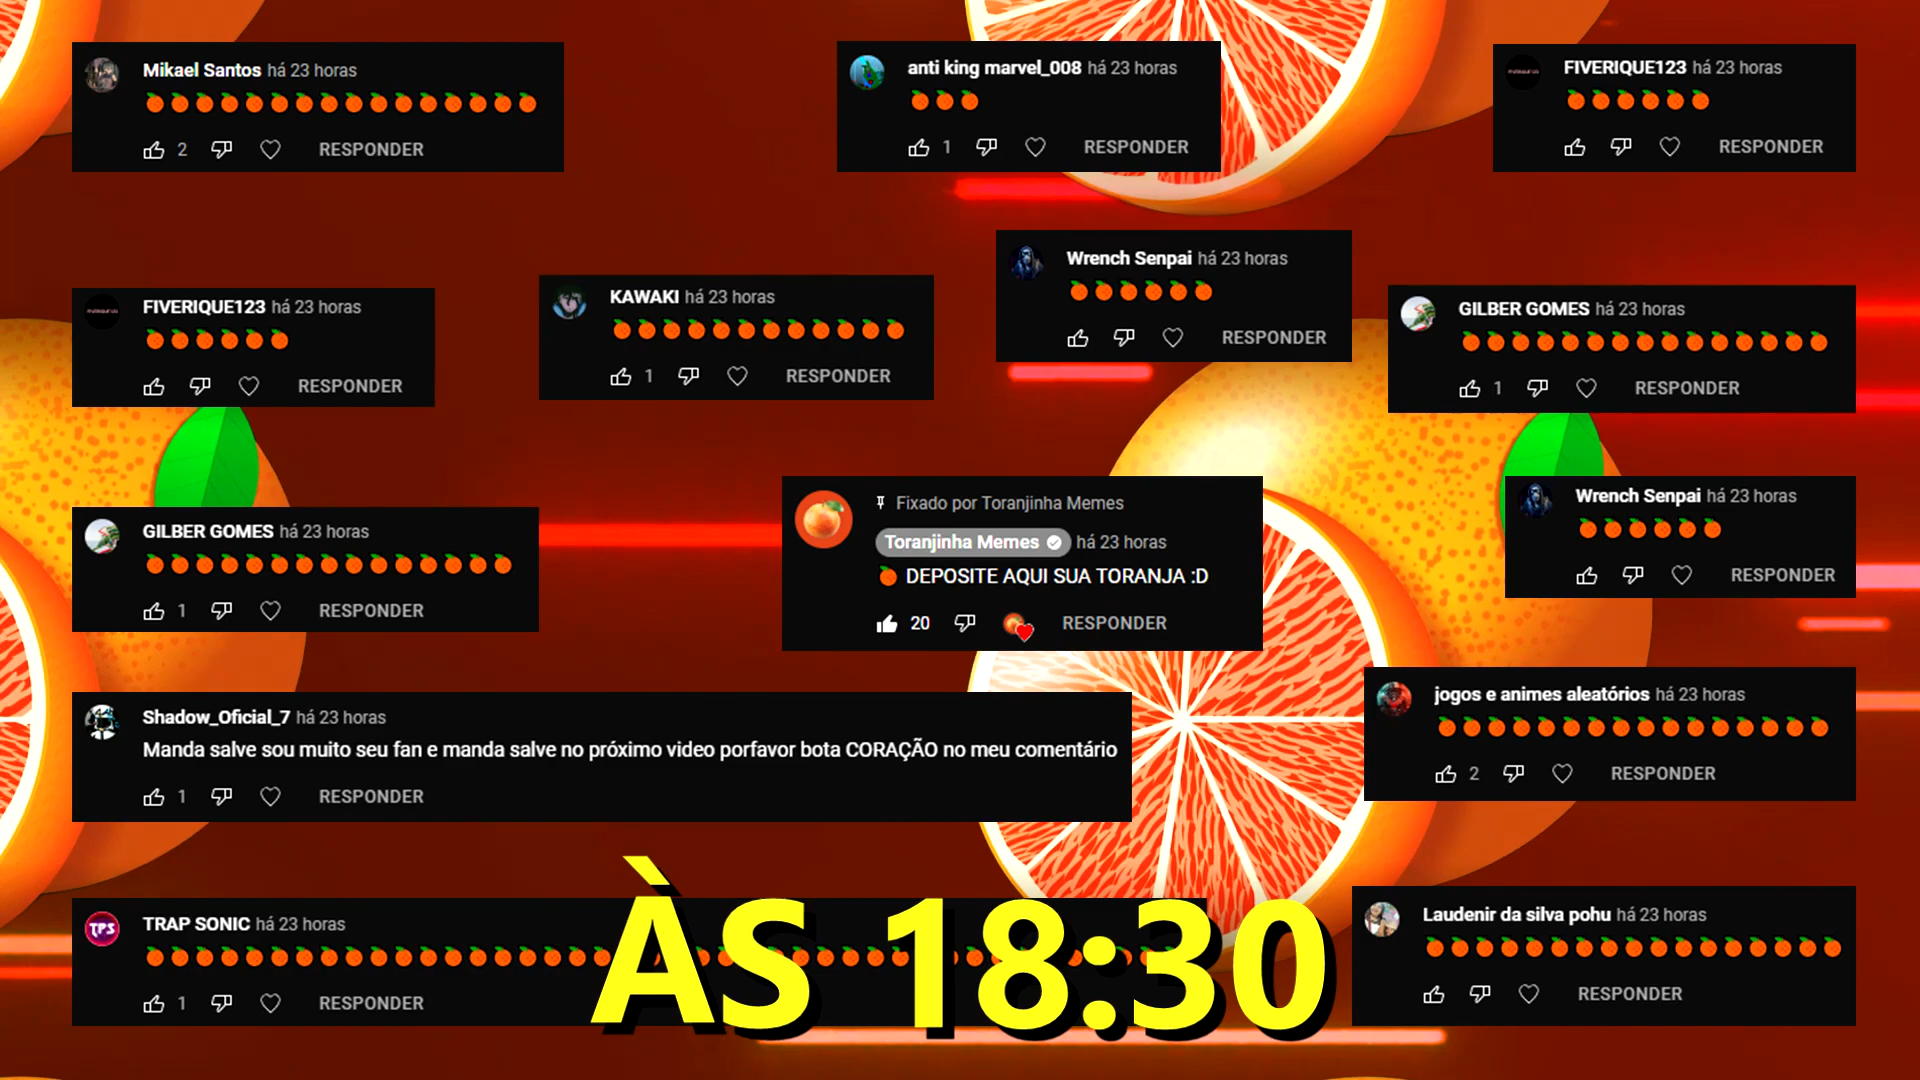 Mikael Santos há 23 horas
🍊🍊🍊🍊🍊🍊🍊🍊🍊🍊🍊🍊🍊🍊🍊🍊
2 RESPONDER
anti king marvel_008 há 23 horas
🍊🍊🍊
1 RESPONDER
FIVERIQUE123 há 23 horas
🍊🍊🍊🍊🍊🍊
RESPONDER
FIVERIQUE123 há 23 horas
🍊🍊🍊🍊🍊🍊
RESPONDER
KAWAKI há 23 horas
🍊🍊🍊🍊🍊🍊🍊🍊🍊🍊🍊🍊
1 RESPONDER
Wrench Senpai há 23 horas
🍊🍊🍊🍊🍊🍊
RESPONDER
GILBER GOMES há 23 horas
🍊🍊🍊🍊🍊🍊🍊🍊🍊🍊🍊🍊🍊🍊🍊
1 RESPONDER
GILBER GOMES há 23 horas
🍊🍊🍊🍊🍊🍊🍊🍊🍊🍊🍊🍊🍊🍊🍊
1 RESPONDER
Fixado por Toranjinha Memes
Toranjinha Memes há 23 horas
🍊 DEPOSITE AQUI SUA TORANJA :D
20 RESPONDER
Wrench Senpai há 23 horas
🍊🍊🍊🍊🍊🍊
RESPONDER
Shadow_Oficial_7 há 23 horas
Manda salve sou muito seu fan e manda salve no próximo video porfavor bota CORAÇÃO no meu comentário
1 RESPONDER
jogos e animes aleatórios há 23 horas
🍊🍊🍊🍊🍊🍊🍊🍊🍊🍊🍊🍊🍊🍊🍊🍊
2 RESPONDER
TPS
TRAP SONIC há 23 horas
1 RESPONDER
ÀS 18:30
Laudenir da silva pohu há 23 horas
🍊🍊🍊🍊🍊🍊🍊🍊🍊🍊🍊🍊🍊🍊🍊🍊🍊
RESPONDER